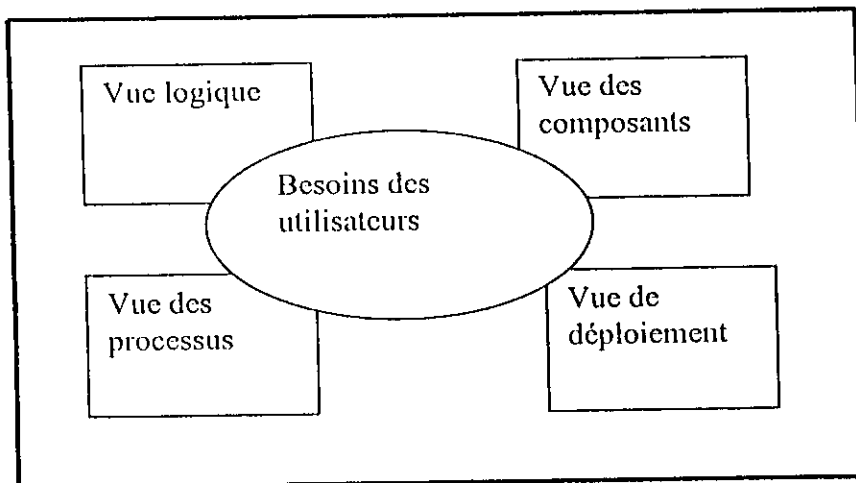 Vue logique
Vue des
composants
Besoins des
utilisateurs
Vue des
processus
Vue de
déploiement